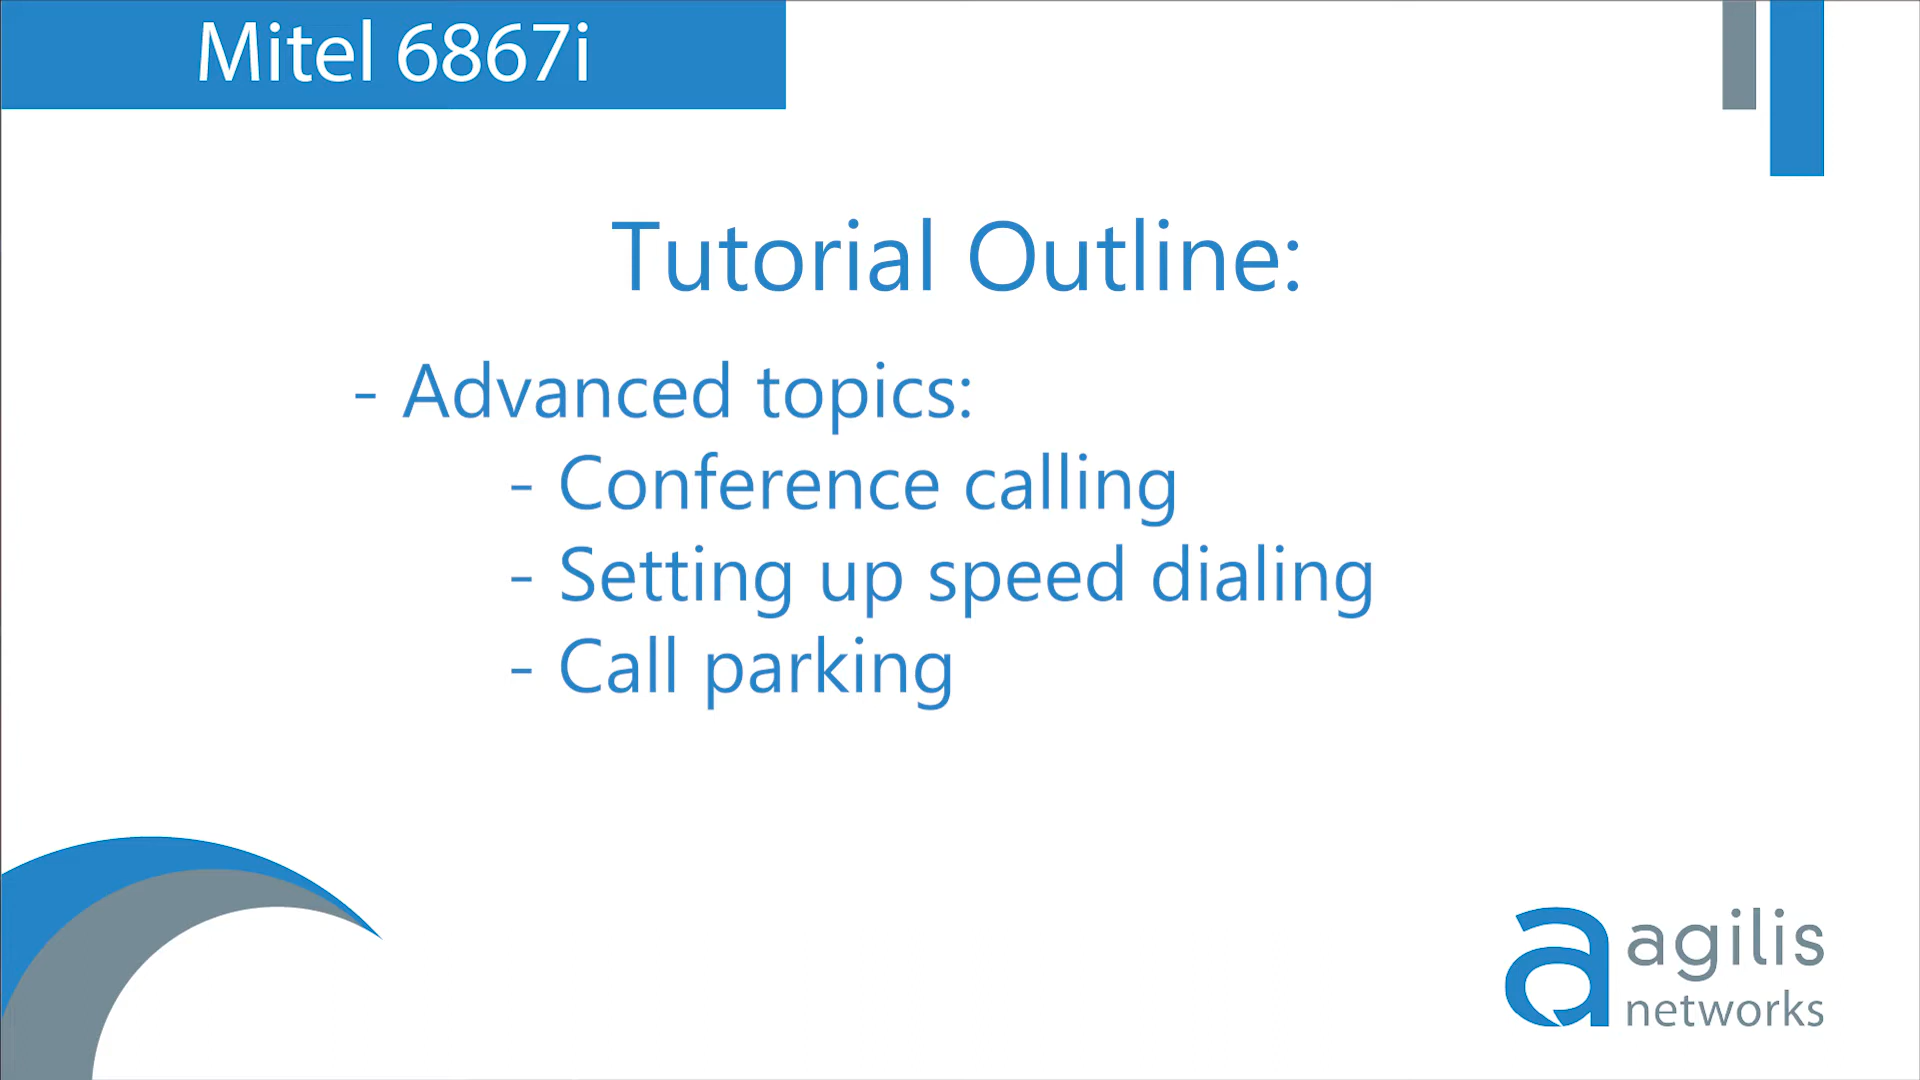 Mitel 6867i
Tutorial Outline:
- Advanced topics:
- Conference calling
- Setting up speed dialing
- Call parking
agilis
networks